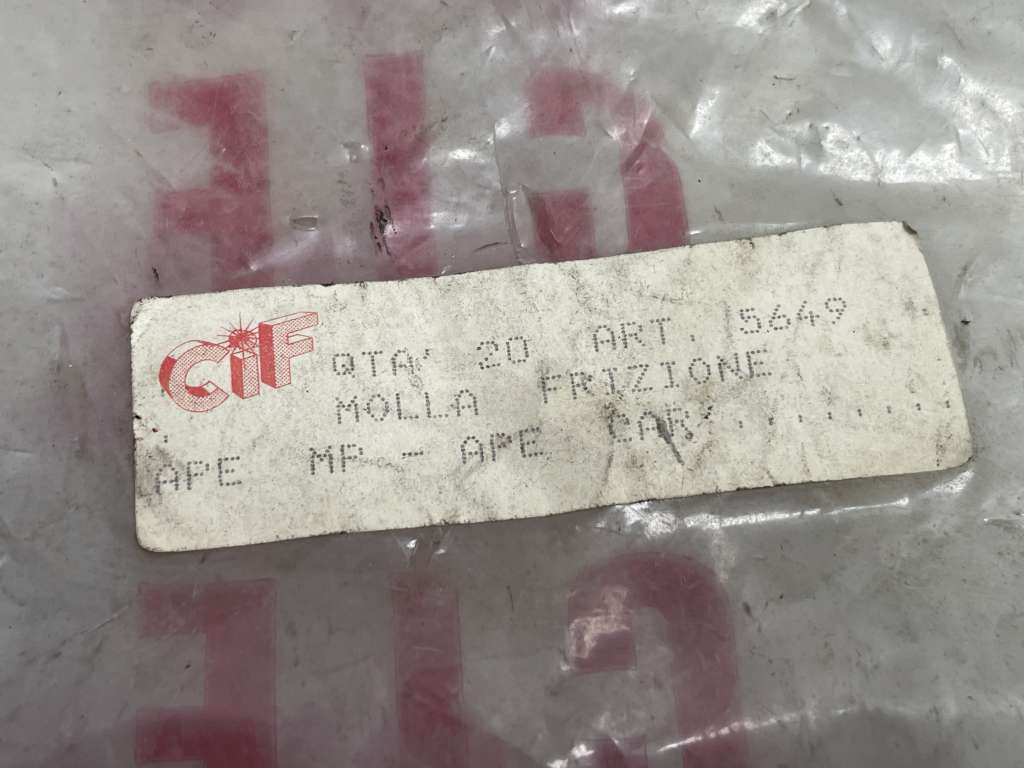 CIF
QTA' 20 ART. 5649
MOLLA FRIZIONE
APE MP - APE CAR..........